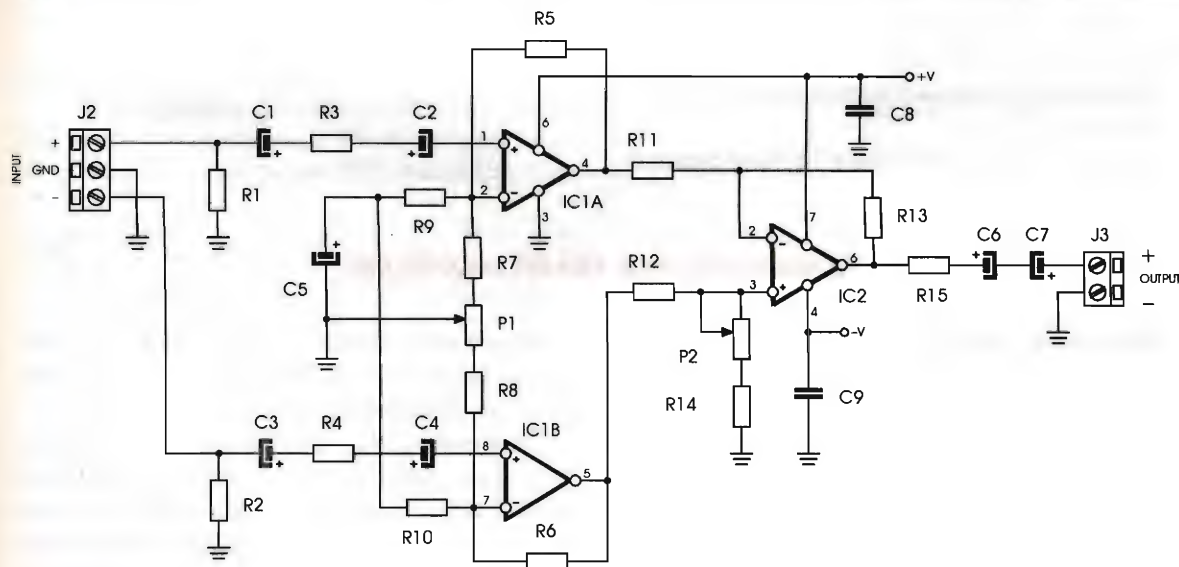 R5
+V
C8
J2
C1
R3
C2
6
+
INPUT
GND
-
+
+
1
+
4
R11
R1
2
-
IC1A
3
R9
7
R13
+
2
-
6
C6
C7
J3
R7
R12
+
+
+
OUTPUT
-
C5
3
+
IC2
R15
P1
4
P2
-V
R8
R14
C9
C3
R4
C4
IC1B
+
+
8
+
5
R2
7
-
R10
R6